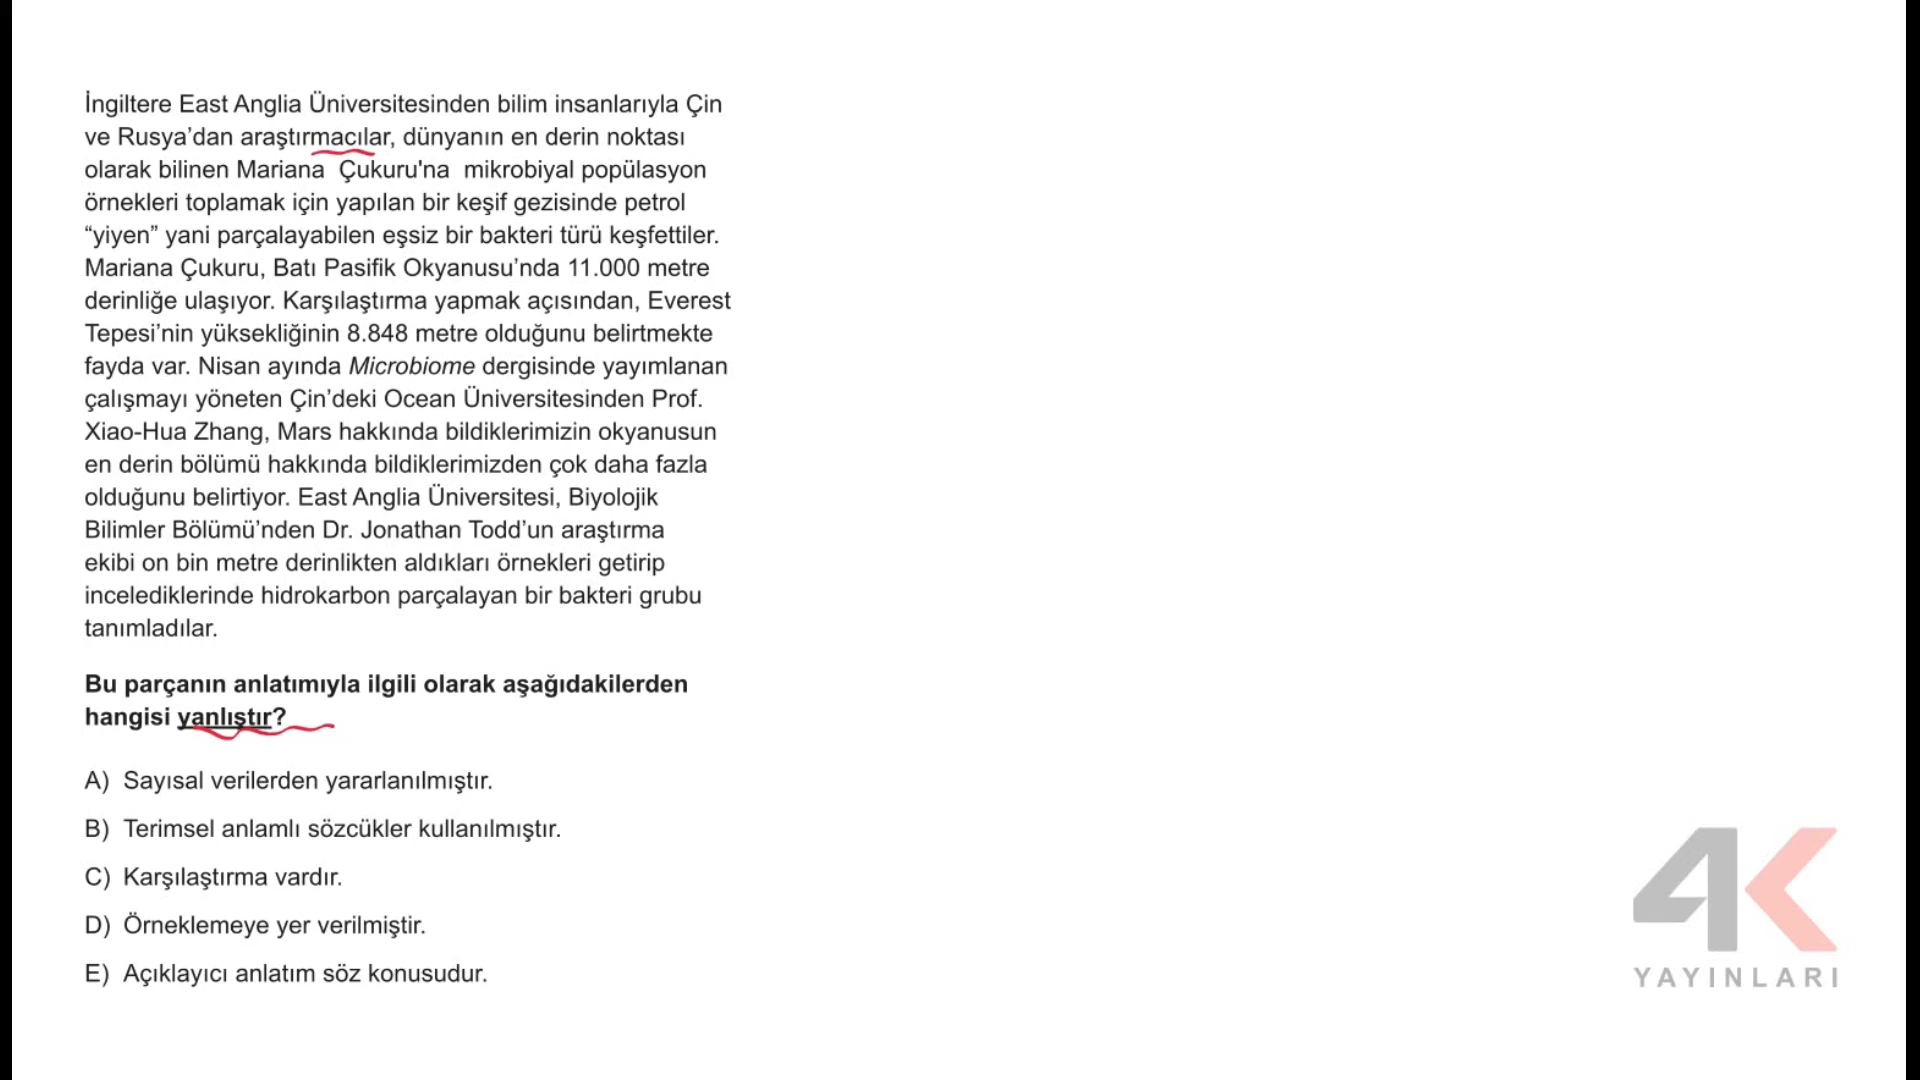 İngiltere East Anglia Üniversitesinden bilim insanlarıyla Çin
ve Rusya’dan araştırmacılar, dünyanın en derin noktası
olarak bilinen Mariana  Çukuru'na  mikrobiyal popülasyon
örnekleri toplamak için yapılan bir keşif gezisinde petrol
“yiyen” yani parçalayabilen eşsiz bir bakteri türü keşfettiler.
Mariana Çukuru, Batı Pasifik Okyanusu’nda 11.000 metre
derinliğe ulaşıyor. Karşılaştırma yapmak açısından, Everest
Tepesi’nin yüksekliğinin 8.848 metre olduğunu belirtmekte
fayda var. Nisan ayında Microbiome dergisinde yayımlanan
çalışmayı yöneten Çin’deki Ocean Üniversitesinden Prof.
Xiao-Hua Zhang, Mars hakkında bildiklerimizin okyanusun
en derin bölümü hakkında bildiklerimizden çok daha fazla
olduğunu belirtiyor. East Anglia Üniversitesi, Biyolojik
Bilimler Bölümü’nden Dr. Jonathan Todd’un araştırma
ekibi on bin metre derinlikten aldıkları örnekleri getirip
incelediklerinde hidrokarbon parçalayan bir bakteri grubu
tanımladılar.
Bu parçanın anlatımıyla ilgili olarak aşağıdakilerden
hangisi yanlıştır?
A) Sayısal verilerden yararlanılmıştır.
B) Terimsel anlamlı sözcükler kullanılmıştır.
C) Karşılaştırma vardır.
D) Örneklemeye yer verilmiştir.
E) Açıklayıcı anlatım söz konusudur.
4K
YAYINLARI